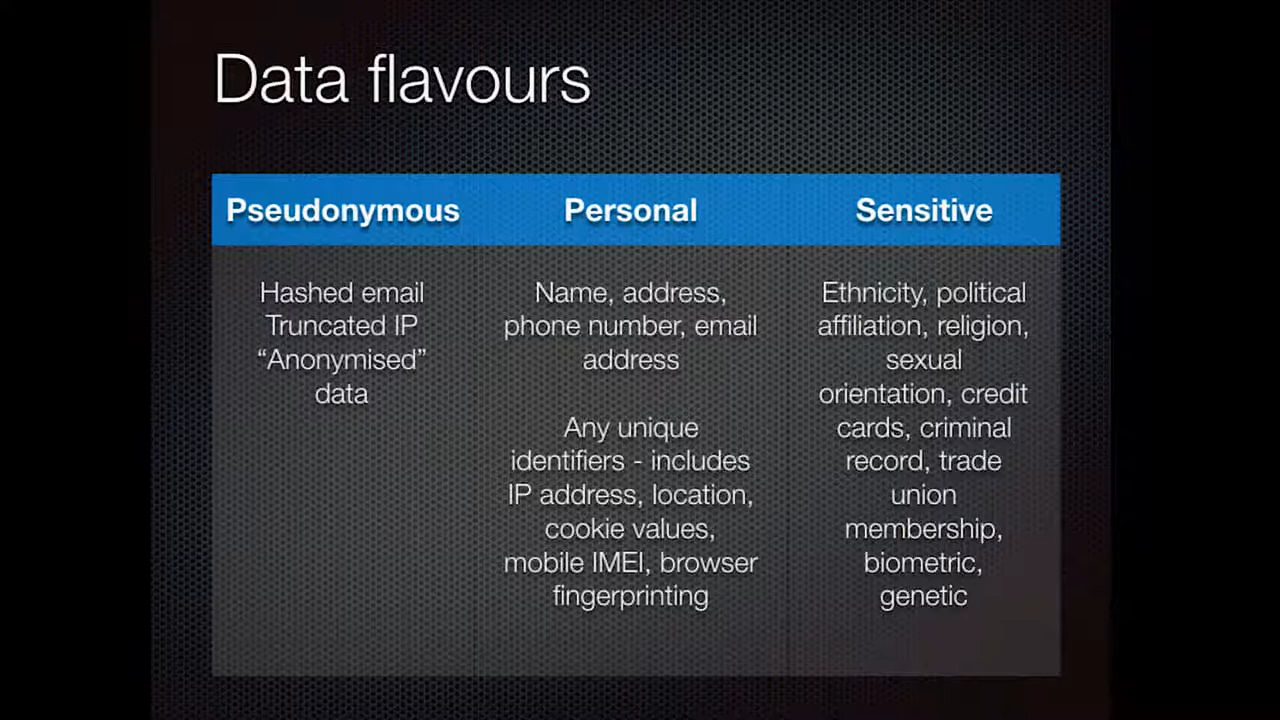 Data flavours
Pseudonymous
Personal
Sensitive
Hashed email
Truncated IP
“Anonymised”
data
Name, address,
phone number, email
address
Any unique
identifiers - includes
IP address, location,
cookie values,
mobile IMEI, browser
fingerprinting
Ethnicity, political
affiliation, religion,
sexual
orientation, credit
cards, criminal
record, trade
union
membership,
biometric,
genetic